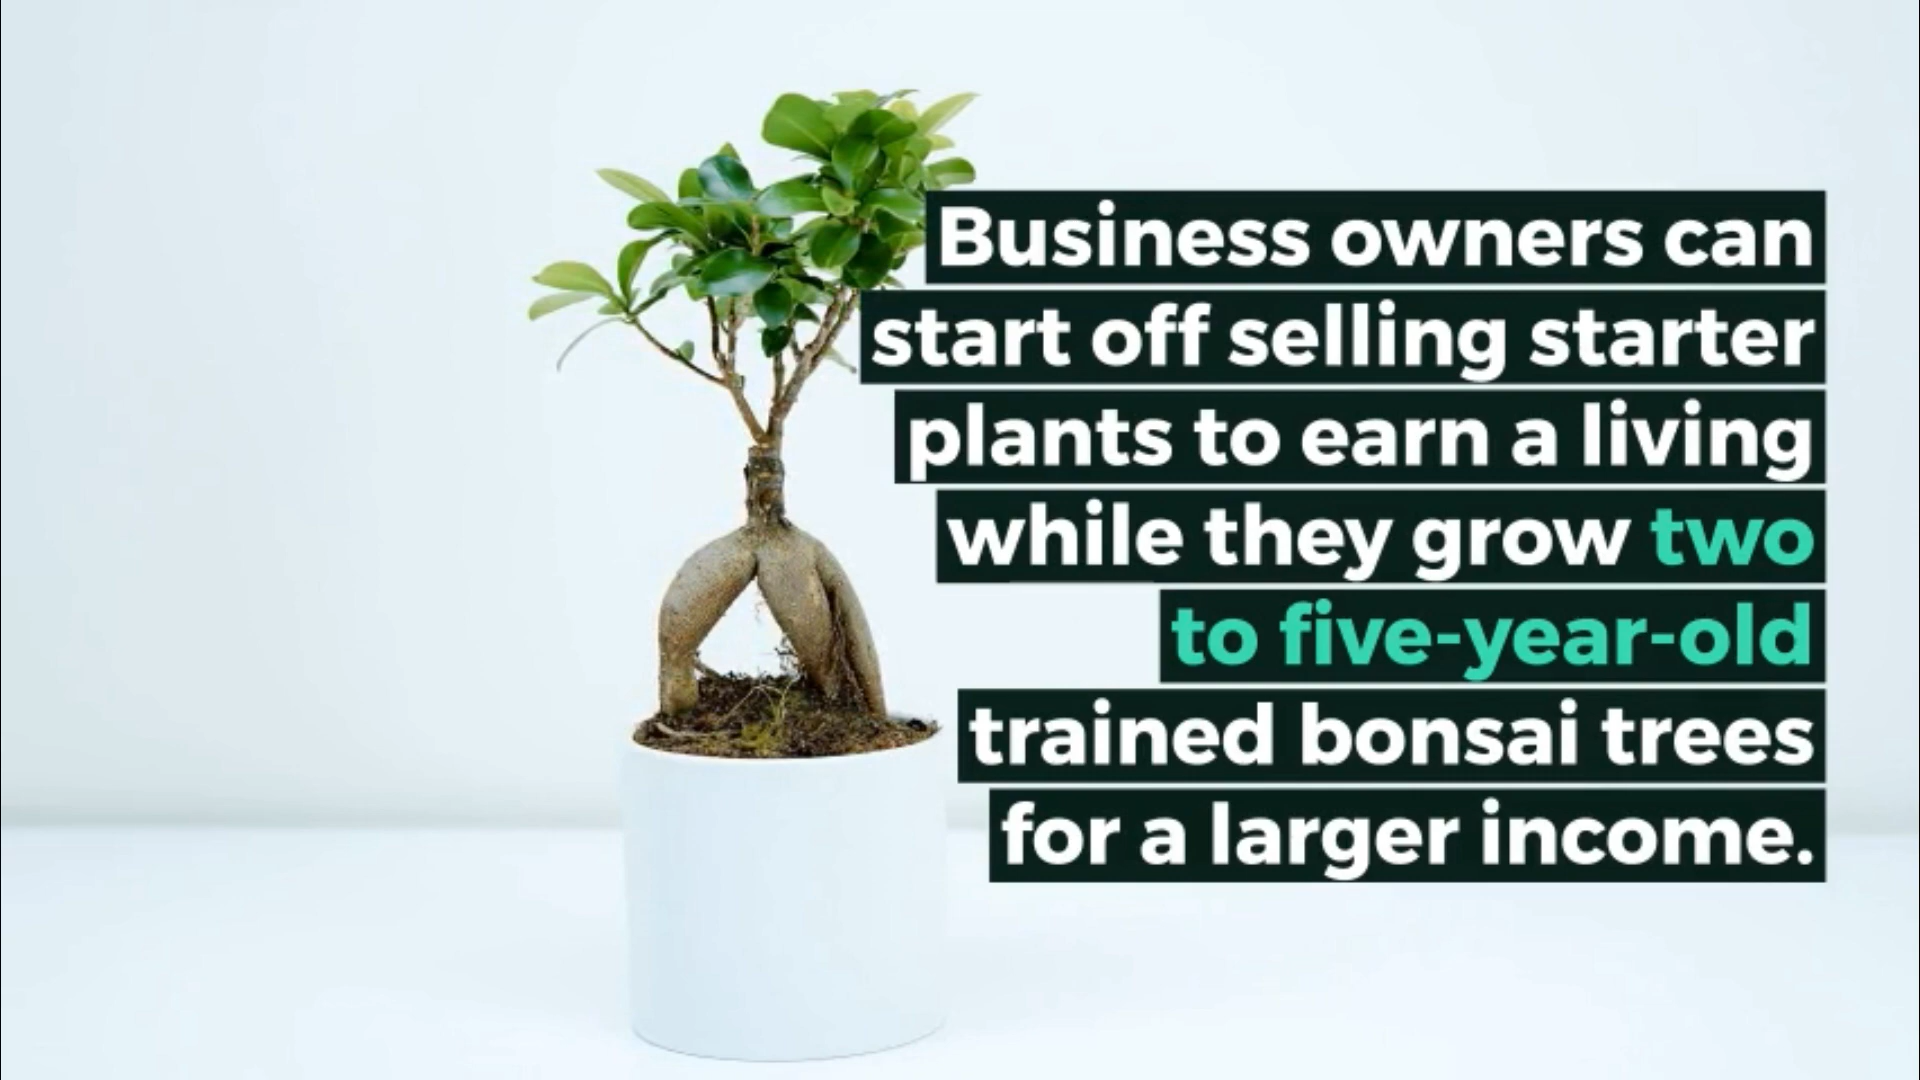 Business owners can
start off selling starter
plants to earn a living
while they grow two
to five-year-old
trained bonsai trees
for a larger income.